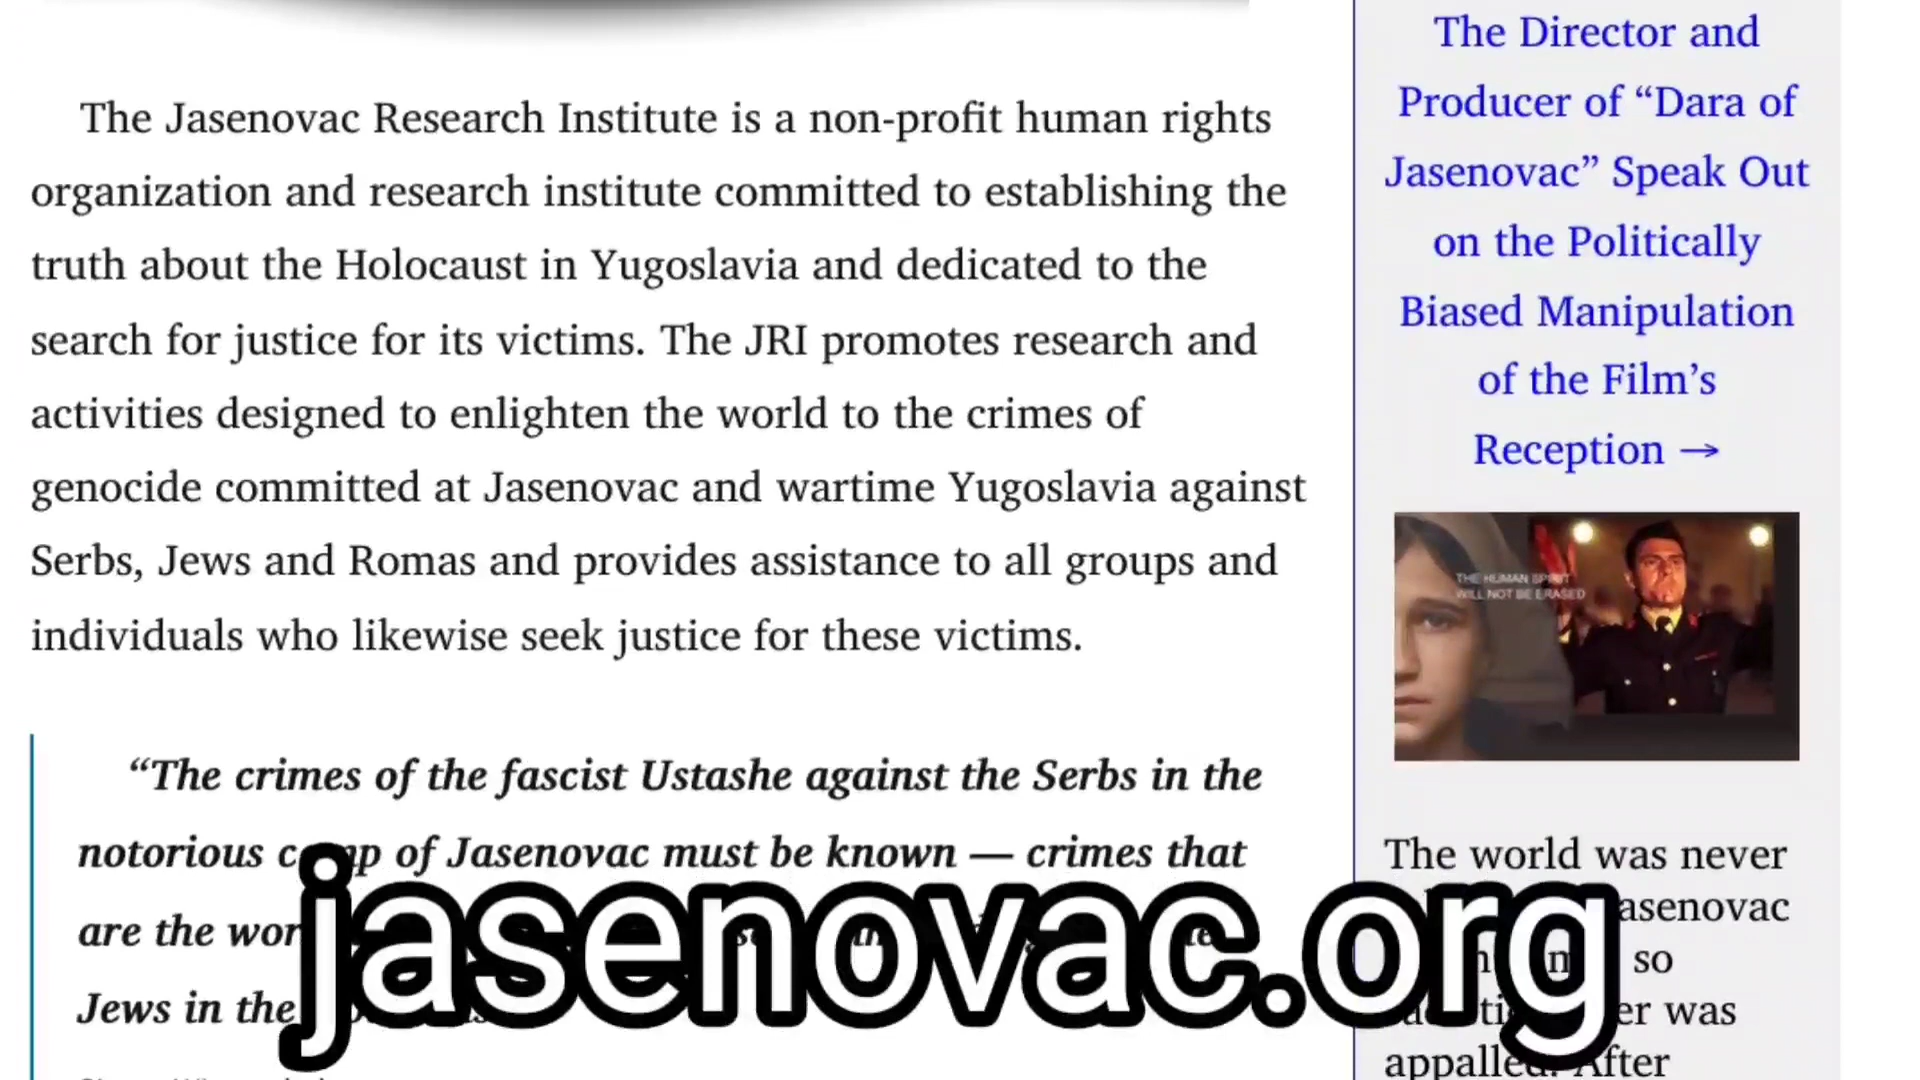 The Jasenovac Research Institute is a non-profit human rights
organization and research institute committed to establishing the
truth about the Holocaust in Yugoslavia and dedicated to the
search for justice for its victims. The JRI promotes research and
activities designed to enlighten the world to the crimes of
genocide committed at Jasenovac and wartime Yugoslavia against
Serbs, Jews and Romas and provides assistance to all groups and
individuals who likewise seek justice for these victims.
“The crimes of the fascist Ustashe against the Serbs in the
notorious camp of Jasenovac must be known — crimes that
are the
Jews in the
jasenovac.org
The Director and
Producer of “Dara of
Jasenovac” Speak Out
on the Politically
Biased Manipulation
of the Film’s
Reception →
THE HUMAN SPIRIT
WILL NOT BE ERASED
The world was never
so
was
appalled. After